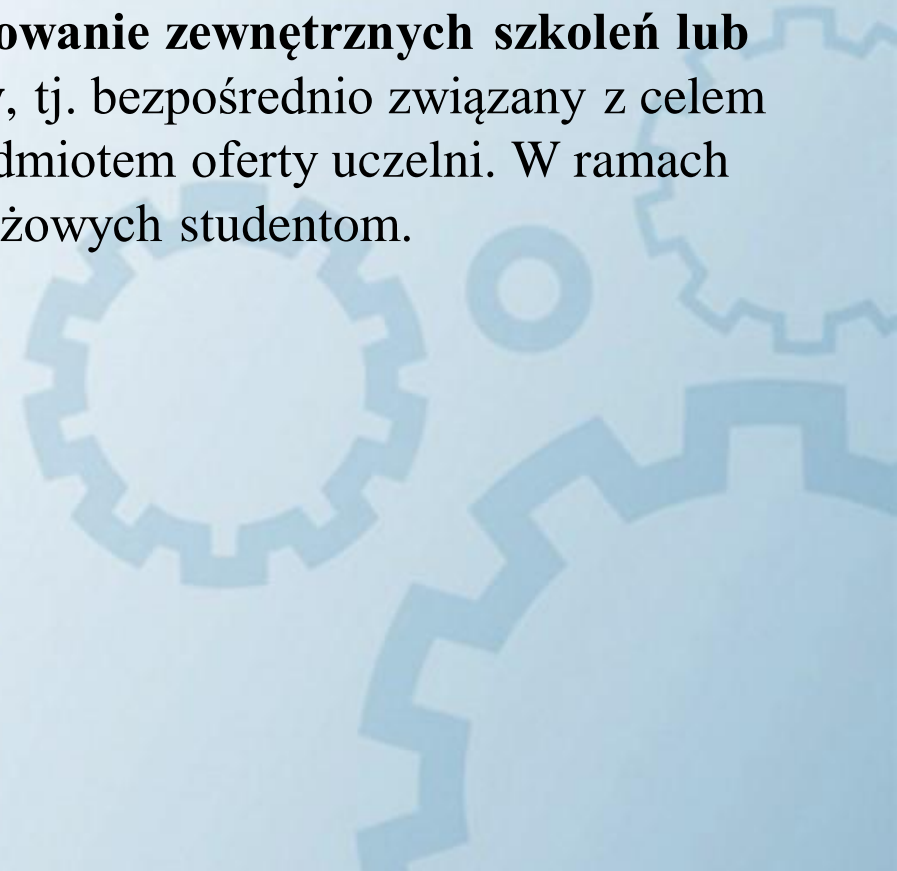 owanie zewnętrznych szkoleń lub
, tj. bezpośrednio związany z celem
dmiotem oferty uczelni. W ramach
żowych studentom.